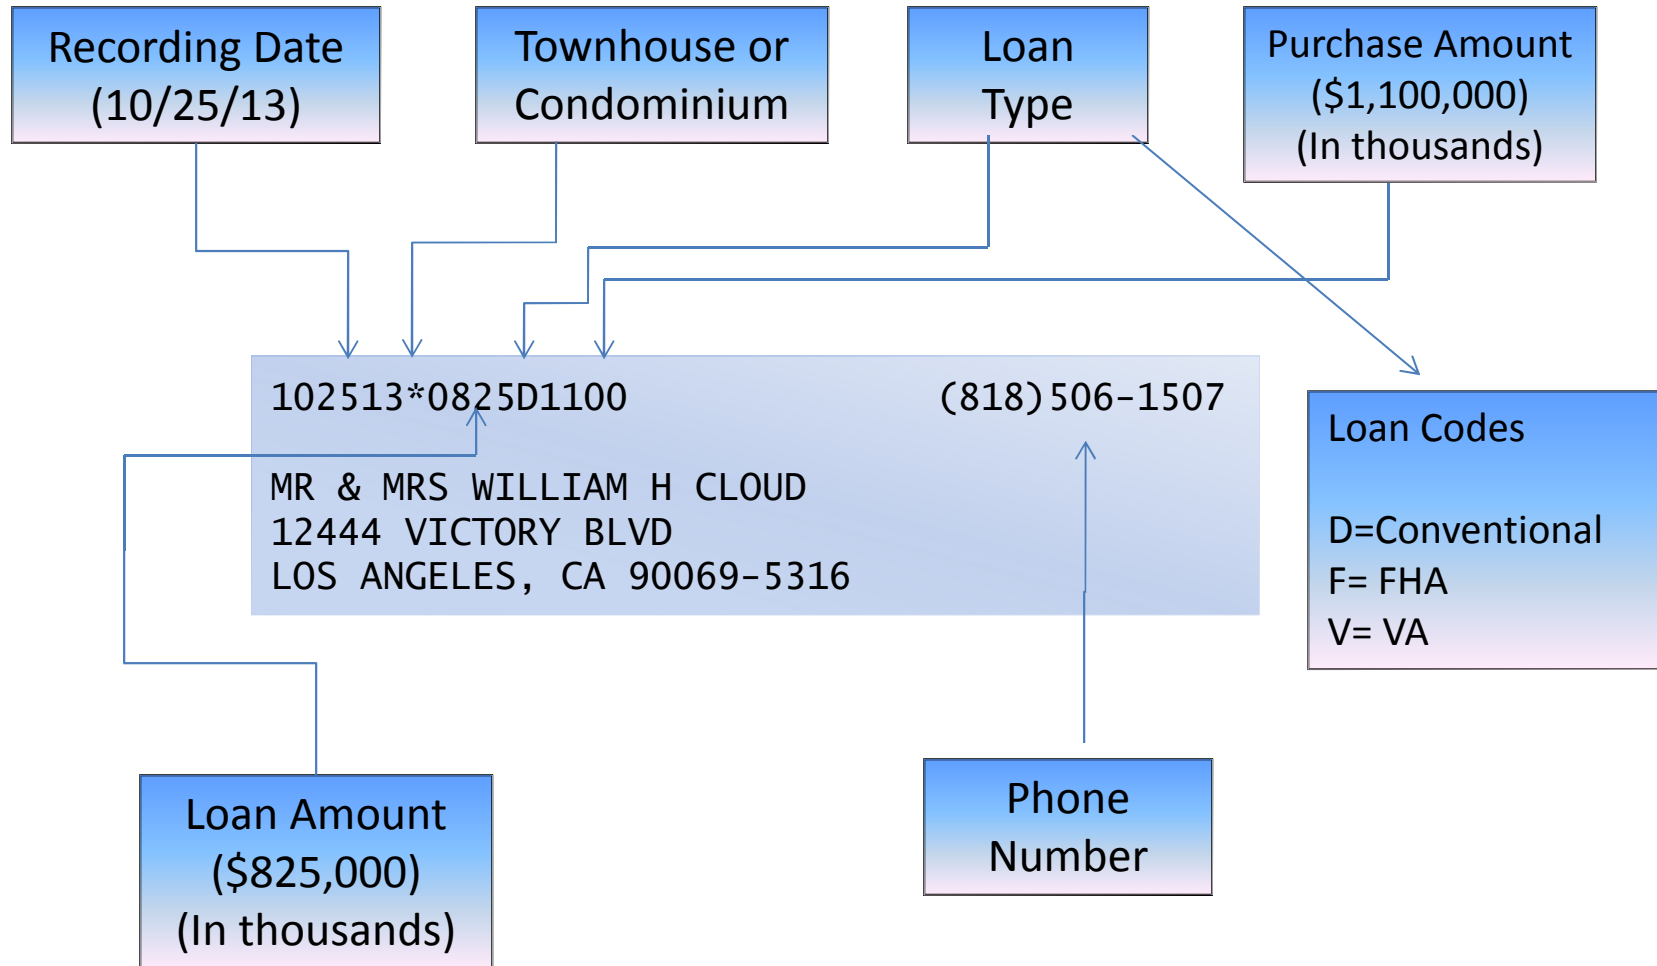 Recording Date
(10/25/13)
Townhouse or
Condominium
Loan
Type
Purchase Amount
($1,100,000)
(In thousands)
102513*0825D1100
(818)506-1507
MR & MRS WILLIAM H CLOUD
12444 VICTORY BLVD
LOS ANGELES, CA 90069-5316
Loan Codes
D=Conventional
F= FHA
V= VA
Loan Amount
($825,000)
(In thousands)
Phone
Number